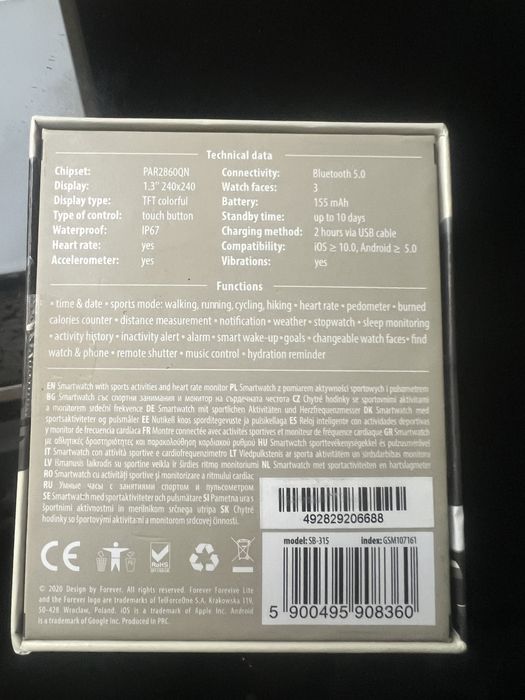 Technical data
Chipset: PAR2860QN
Display: 1.3" 240x240
Display type: TFT colorful
Type of control: touch button
Waterproof: IP67
Heart rate: yes
Accelerometer: yes
Connectivity: Bluetooth 5.0
Watch faces: 3
Battery: 155 mAh
Standby time: up to 10 days
Charging method: 2 hours via USB cable
Compatibility: iOS ≥ 10.0, Android ≥ 5.0
Vibrations: yes
Functions
• time & date • sports mode: walking, running, cycling, hiking • heart rate • pedometer • burned
calories counter • distance measurement • notification • weather • stopwatch • sleep monitoring
• activity history • inactivity alert • alarm • smart wake-up • goals • changeable watch faces • find
watch & phone • remote shutter • music control • hydration reminder
EN Smartwatch with sports activities and heart rate monitor PL Smartwatch z pomiarem aktywności sportowych i pulsometrem
BG Smartwatch със спортни занимания и монитор на сърдечната честота CZ Chytré hodinky se sportovními aktivitami
a monitorem srdeční frekvence DE Smartwatch mit sportlichen Aktivitäten und Herzfrequenzmesser DK Smartwatch med
sportsaktiviteter og pulsmåler EE Nutikell koos sporditegevuste ja pulsikellaga ES Reloj inteligente con actividades deportivas
y monitor de frecuencia cardíaca FR Montre connectée avec activités sportives et moniteur de fréquence cardiaque GR Smartwatch
με αθλητικές δραστηριότητες και παρακολούθηση καρδιακού ρυθμού HU Smartwatch sporttevékenységekkel és pulzusmérővel
IT Smartwatch con attività sportive e cardiofrequenzimetro LT Viedpulkstenis ar sporta aktivitātēm un sirdsdarbības monitoru
LV Išmanusis laikrodis su sportine veikla ir širdies ritmo monitoriumi NL Smartwatch met sportactiviteiten en hartslagmeter
RO Smartwatch cu activități sportive și monitorizarea a ritmului cardiac
RU Умные часы с занятиями спортом и пульсометром
SE Smartwatch med sportaktiviteter och pulsmätare SI Pametna ura s
športnimi aktivnostmi in merilnikom srčnega utripa SK Chytré
hodinky so športovými aktivitami a monitorom srdcovej činnosti.
492829206688
model: SB-315 index: GSM107161
5 900495 908360
CE
RoHS
© 2020 Design by Forever. All rights reserved. Forever Forevive Lite
and the Forever logo are trademarks of TelForceOne S.A. Krakowska 119,
50-428 Wrocław, Poland. iOS is a trademark of Apple Inc. Android
is a trademark of Google Inc. Produced in PRC.